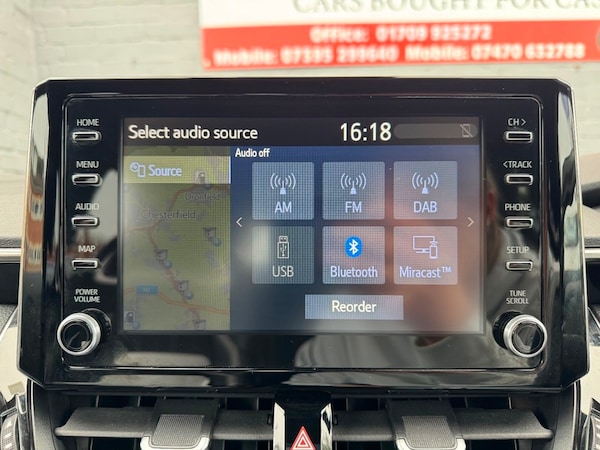 CARS BOUGHT FOR CAS
Office: 01709 925272
Mobile: 07395 299640 Mobile: 07470 632788
HOME
MENU
AUDIO
MAP
POWER
VOLUME
Select audio source
16:18
Source
Audio off
Chesterfield
AM
FM
DAB
USB
Bluetooth
Miracast™
Reorder
CH >
< TRACK
PHONE
SETUP
TUNE
SCROLL